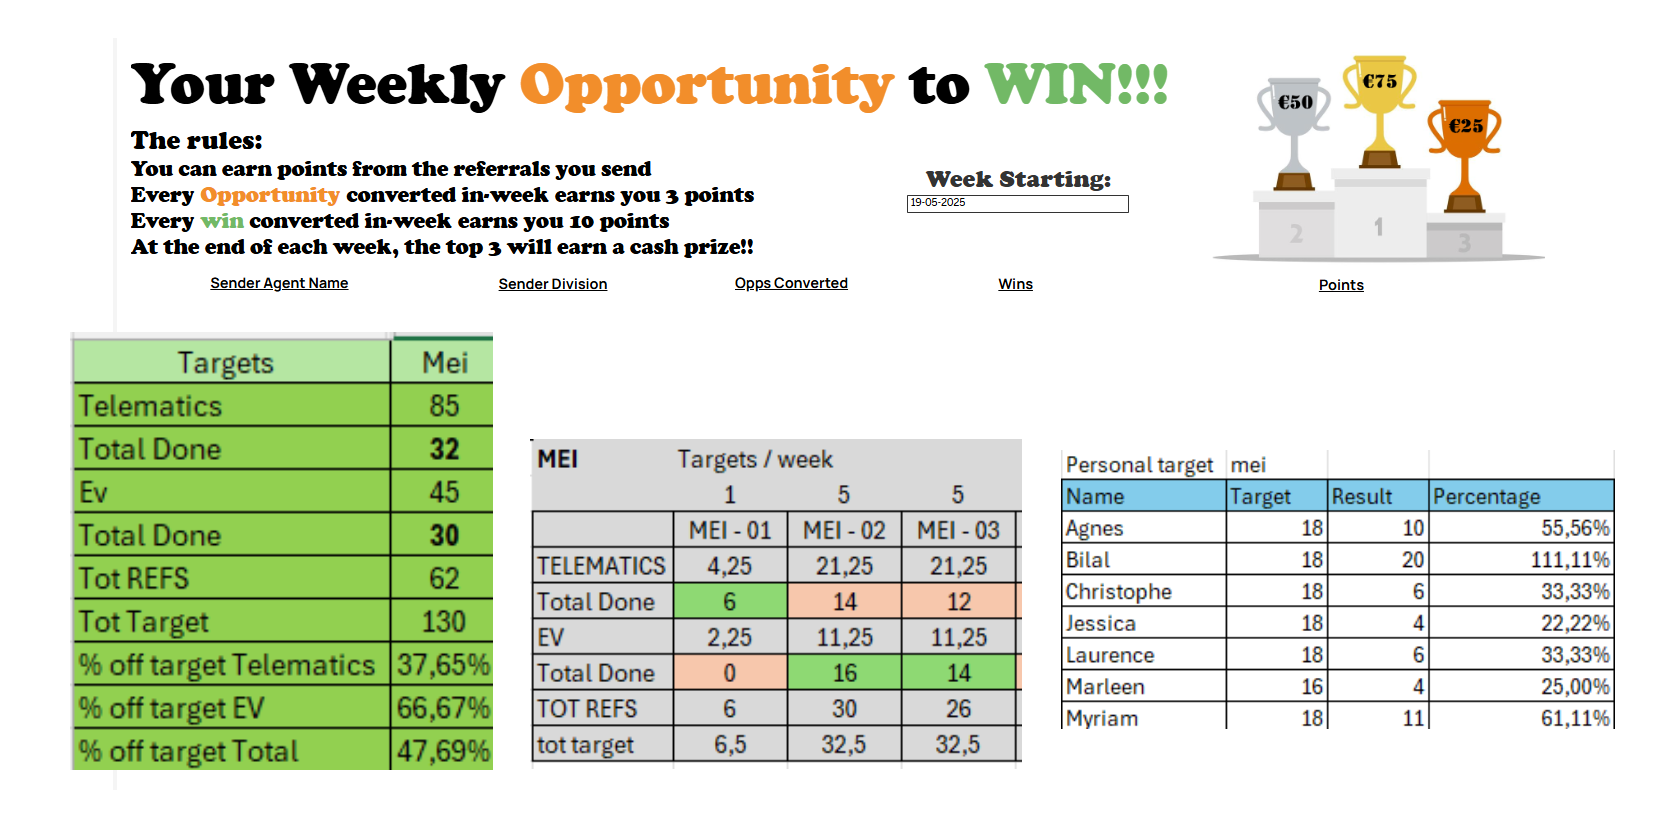 Your Weekly Opportunity to WIN!!!
The rules:
You can earn points from the referrals you send
Every Opportunity converted in-week earns you 3 points
Every win converted in-week earns you 10 points
At the end of each week, the top 3 will earn a cash prize!!
Week Starting:
19-05-2025
€50 €75 €25
2 1 3
Sender Agent Name Sender Division Opps Converted Wins Points
Targets Mei
Telematics 85
Total Done 32
Ev 45
Total Done 30
Tot REFS 62
Tot Target 130
% off target Telematics 37,65%
% off target EV 66,67%
% off target Total 47,69%
MEI Targets / week
1 5 5
MEI - 01 MEI - 02 MEI - 03
TELEMATICS 4,25 21,25 21,25
Total Done 6 14 12
EV 2,25 11,25 11,25
Total Done 0 16 14
TOT REFS 6 30 26
tot target 6,5 32,5 32,5
Personal target mei
Name Target Result Percentage
Agnes 18 10 55,56%
Bilal 18 20 111,11%
Christophe 18 6 33,33%
Jessica 18 4 22,22%
Laurence 18 6 33,33%
Marleen 16 4 25,00%
Myriam 18 11 61,11%